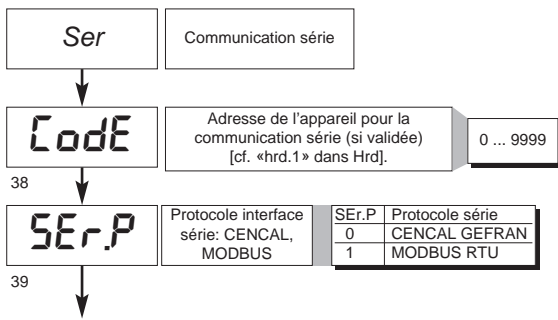 Ser
Communication série
CodE
Adresse de l'appareil pour la
communication série (si validée)
[cf. «hrd.1» dans Hrd].
0 ... 9999
38
SEr.P
Protocole interface
série: CENCAL,
MODBUS
SEr.P Protocole série
0 CENCAL GEFRAN
1 MODBUS RTU
39